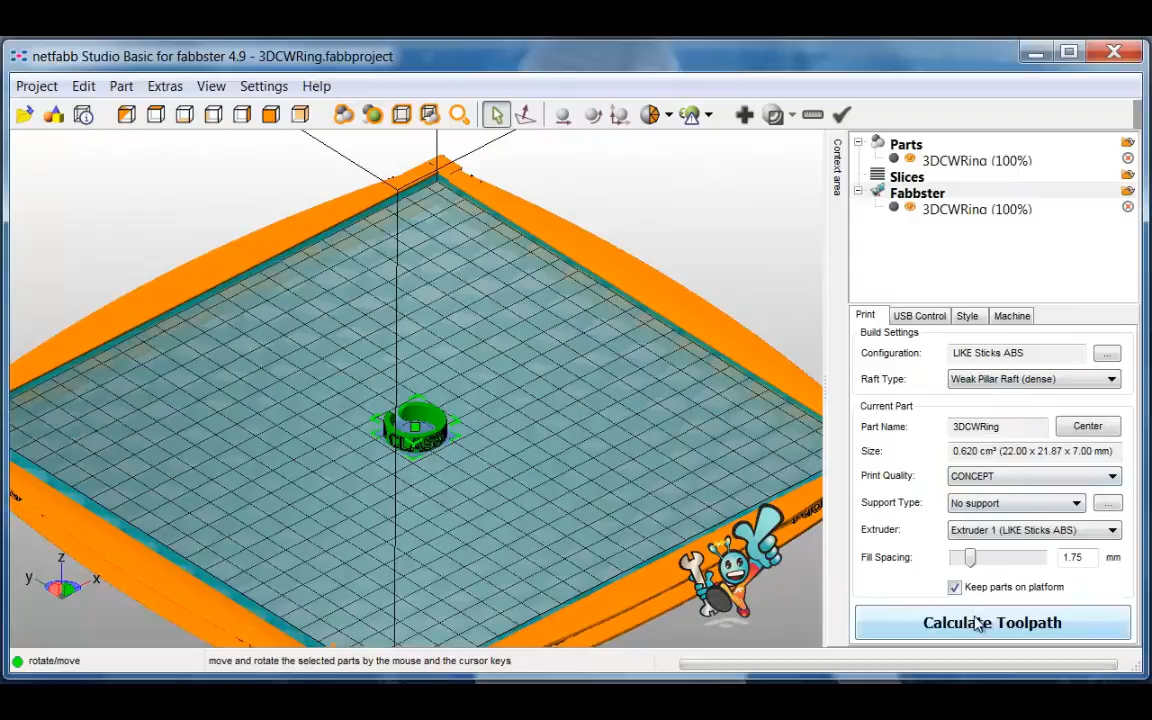 netfabb Studio Basic for fabbster 4.9 - 3DCWRing.fabbproject
Project Edit Part Extras View Settings Help
Context area
Parts
3DCWRing (100%)
Slices
Fabbster
3DCWRing (100%)
Print USB Control Style Machine
Build Settings
Configuration: LIKE Sticks ABS ...
Raft Type: Weak Pillar Raft (dense)
Current Part
Part Name: 3DCWRing Center
Size: 0.620 cm³ (22.00 x 21.87 x 7.00 mm)
Print Quality: CONCEPT
Support Type: No support ...
Extruder: Extruder 1 (LIKE Sticks ABS)
Fill Spacing: 1.75 mm
Keep parts on platform
Calculate Toolpath
z
y x
rotate/move move and rotate the selected parts by the mouse and the cursor keys